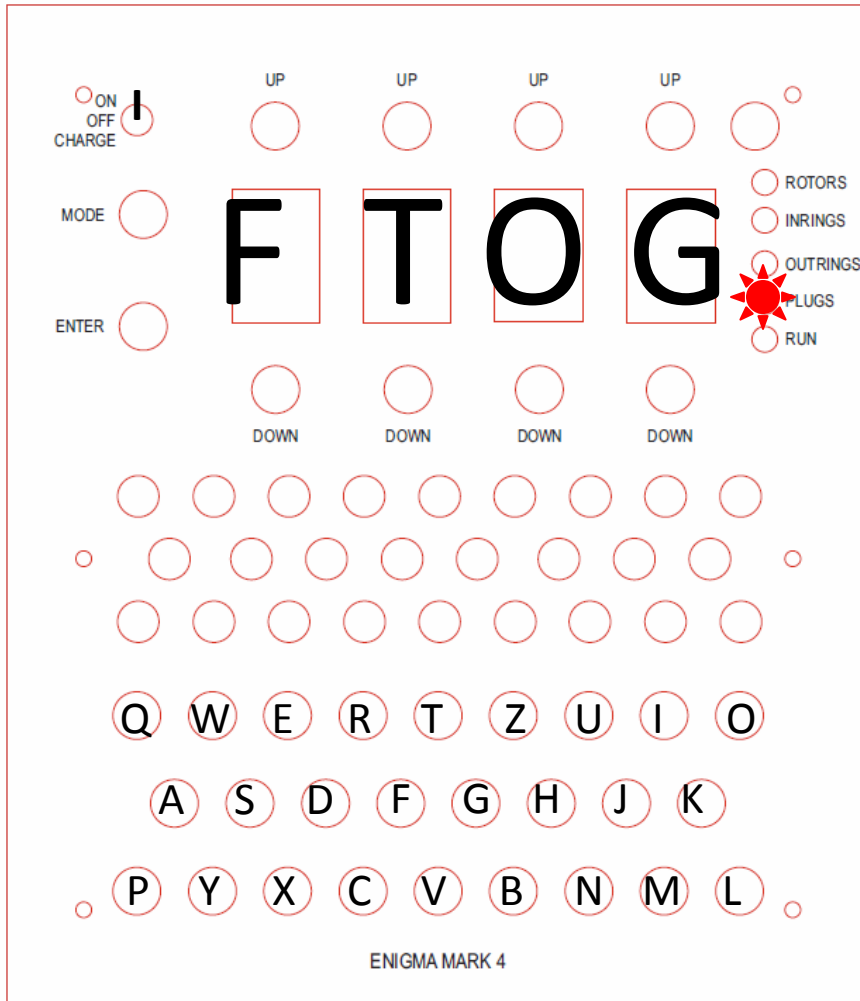 UP UP UP UP
ON
OFF
CHARGE
ROTORS
MODE
INRINGS
F T O G
OUTRINGS
PLUGS
ENTER
RUN
DOWN DOWN DOWN DOWN
Q W E R T Z U I O
A S D F G H J K
P Y X C V B N M L
ENIGMA MARK 4